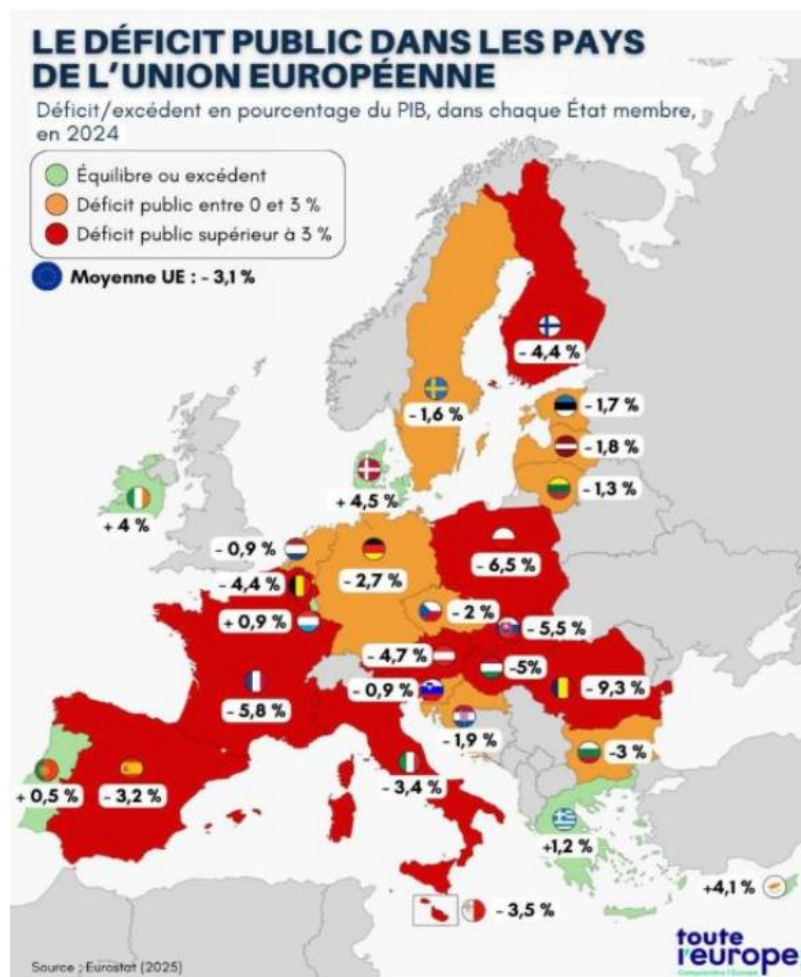 LE DÉFICIT PUBLIC DANS LES PAYS
DE L'UNION EUROPÉENNE
Déficit/excédent en pourcentage du PIB, dans chaque État membre,
en 2024
Équilibre ou excédent
Déficit public entre 0 et 3 %
Déficit public supérieur à 3 %
Moyenne UE : - 3,1 %
- 4,4 %
- 1,6 %
- 1,7 %
- 1,8 %
- 1,3 %
+ 4,5 %
+ 4 %
- 0,9 %
- 2,7 %
- 6,5 %
- 4,4 %
- 2 %
+ 0,9 %
- 5,5 %
- 4,7 %
-5%
- 0,9 %
- 9,3 %
- 5,8 %
- 1,9 %
-3 %
+ 0,5 %
- 3,2 %
- 3,4 %
+1,2 %
+4,1 %
- 3,5 %
Source : Eurostat (2025)
toute
l'europe
Comprendre l'Europe